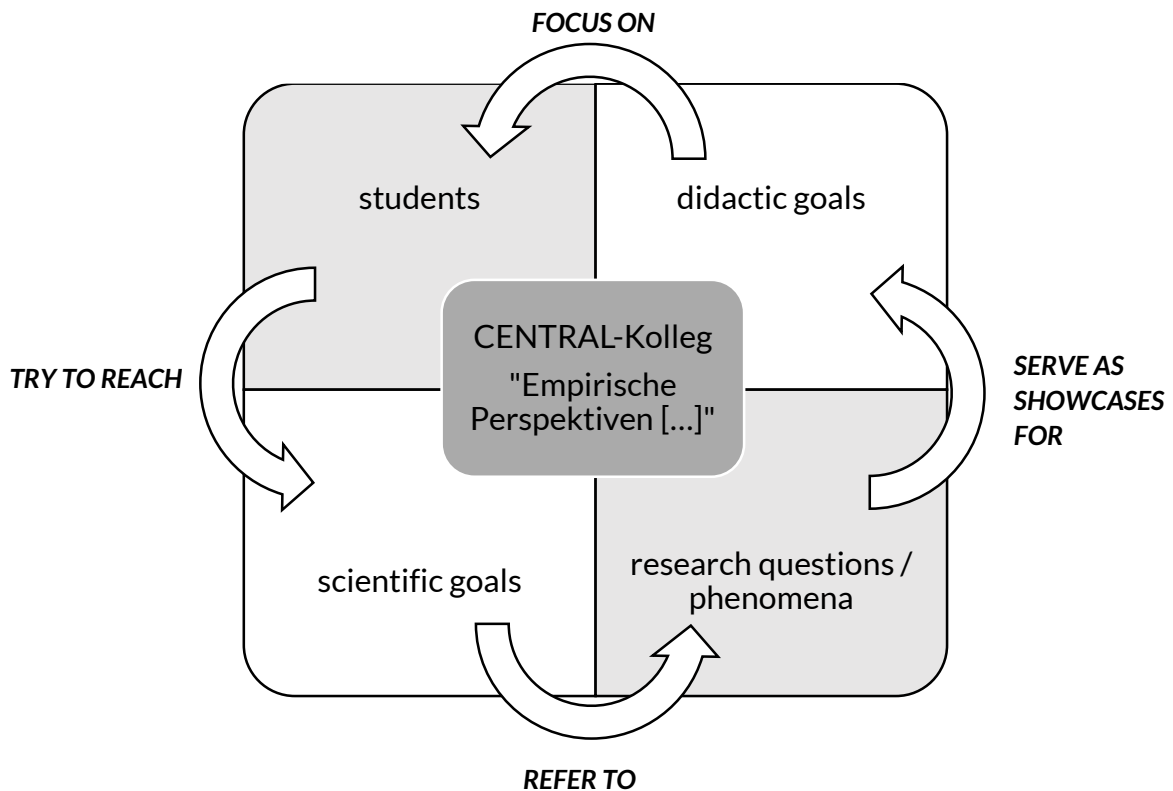 FOCUS ON
students
didactic goals
CENTRAL-Kolleg
"Empirische
Perspektiven [...]"
TRY TO REACH
SERVE AS
SHOWCASES
FOR
scientific goals
research questions /
phenomena
REFER TO